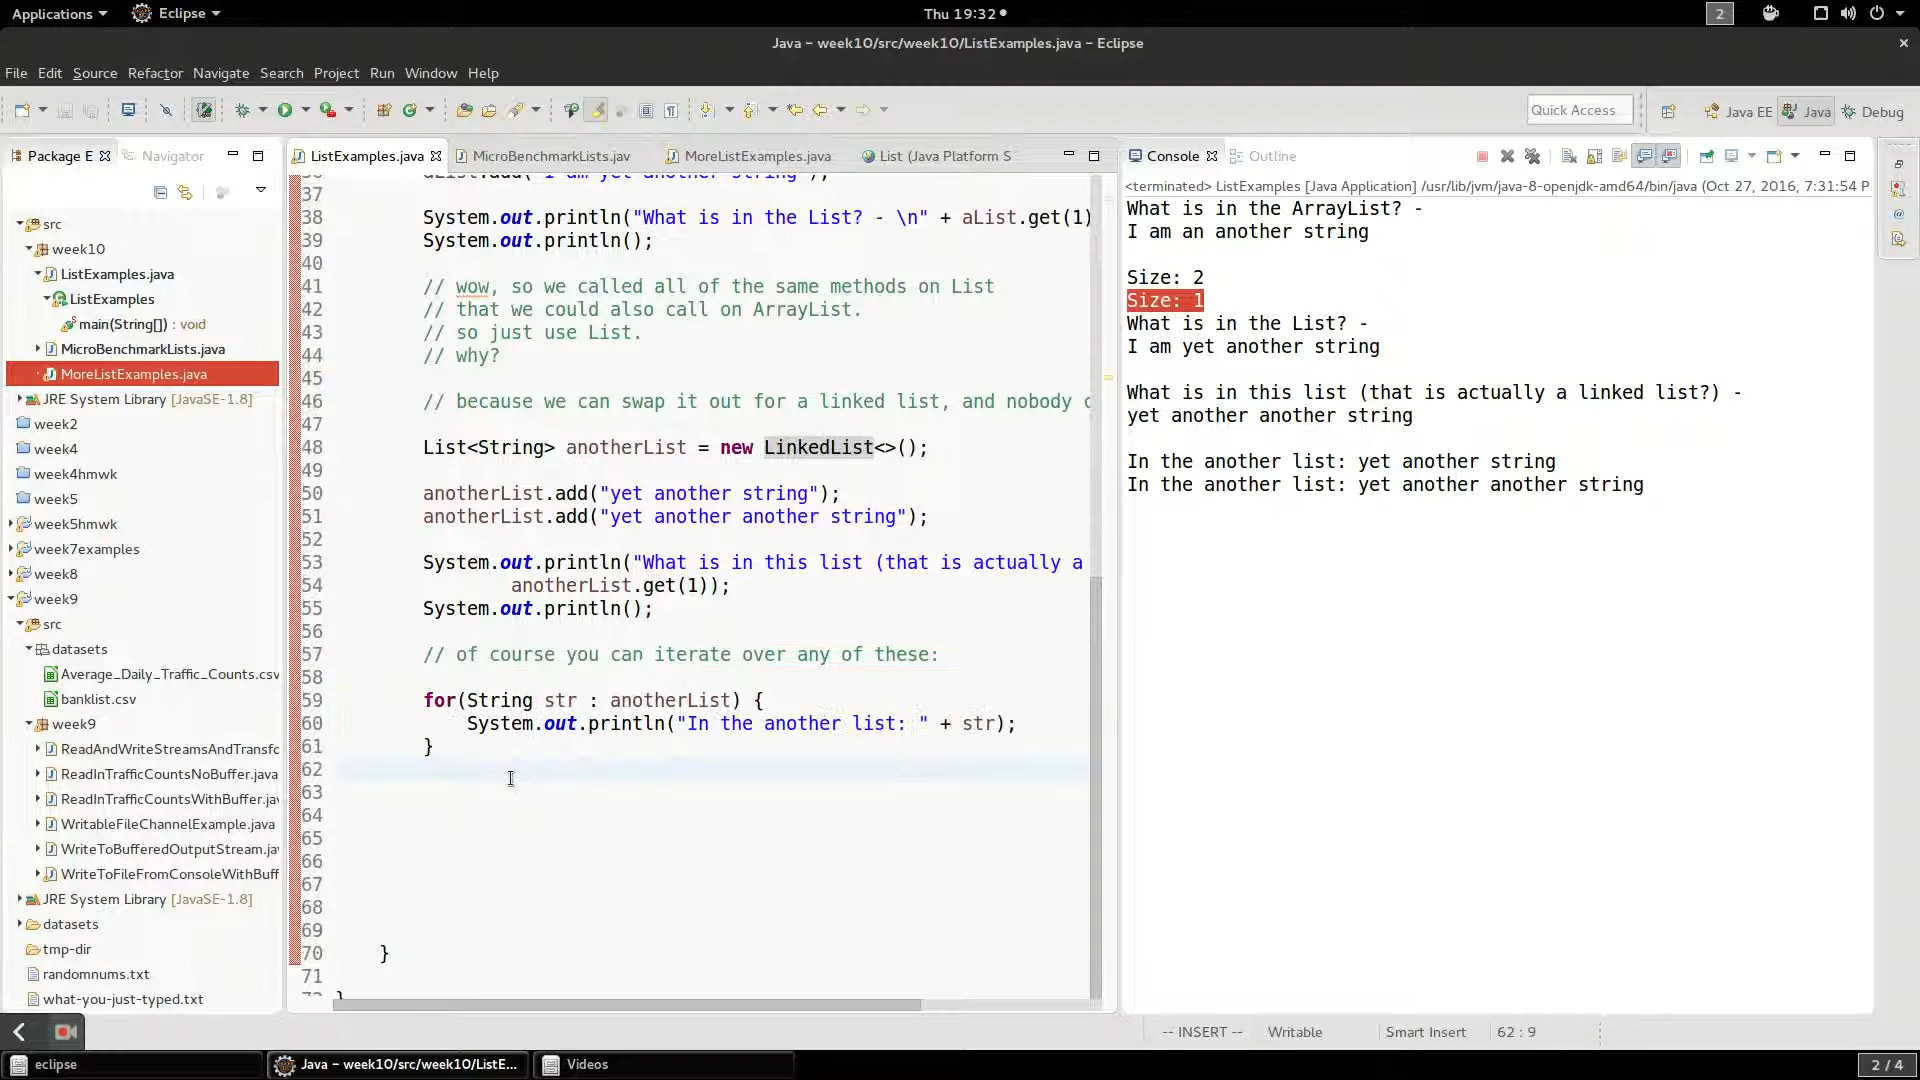 Applications
Eclipse
Thu 19:32
2
Java – week10/src/week10/ListExamples.java – Eclipse
File Edit Source Refactor Navigate Search Project Run Window Help
Quick Access
Java EE
Java
Debug
Package E
Navigator
src
week10
ListExamples.java
ListExamples
main(String[]) : void
MicroBenchmarkLists.java
MoreListExamples.java
JRE System Library [JavaSE-1.8]
week2
week4
week4hmwk
week5
week5hmwk
week7examples
week8
week9
src
datasets
Average_Daily_Traffic_Counts.csv
banklist.csv
week9
ReadAndWriteStreamsAndTransfo
ReadInTrafficCountsNoBuffer.java
ReadInTrafficCountsWithBuffer.ja
WritableFileChannelExample.java
WriteToBufferedOutputStream.ja
WriteToFileFromConsoleWithBuff
JRE System Library [JavaSE-1.8]
datasets
tmp-dir
randomnums.txt
what-you-just-typed.txt
ListExamples.java
MicroBenchmarkLists.jav
MoreListExamples.java
List (Java Platform S
36 aList.add("I am yet another string");
37
38 System.out.println("What is in the List? - \n" + aList.get(1)
39 System.out.println();
40
41 // wow, so we called all of the same methods on List
42 // that we could also call on ArrayList.
43 // so just use List.
44 // why?
45
46 // because we can swap it out for a linked list, and nobody
47
48 List<String> anotherList = new LinkedList<>();
49
50 anotherList.add("yet another string");
51 anotherList.add("yet another another string");
52
53 System.out.println("What is in this list (that is actually a
54 anotherList.get(1));
55 System.out.println();
56
57 // of course you can iterate over any of these:
58
59 for(String str : anotherList) {
60 System.out.println("In the another list: " + str);
61 }
62
63
64
65
66
67
68
69
70 }
71
72 }
Console
Outline
<terminated> ListExamples [Java Application] /usr/lib/jvm/java-8-openjdk-amd64/bin/java (Oct 27, 2016, 7:31:54 P
What is in the ArrayList? -
I am an another string
Size: 2
Size: 1
What is in the List? -
I am yet another string
What is in this list (that is actually a linked list?) -
yet another another string
In the another list: yet another string
In the another list: yet another another string
-- INSERT --
Writable
Smart Insert
62 : 9
eclipse
Java – week10/src/week10/ListE...
Videos
2 / 4